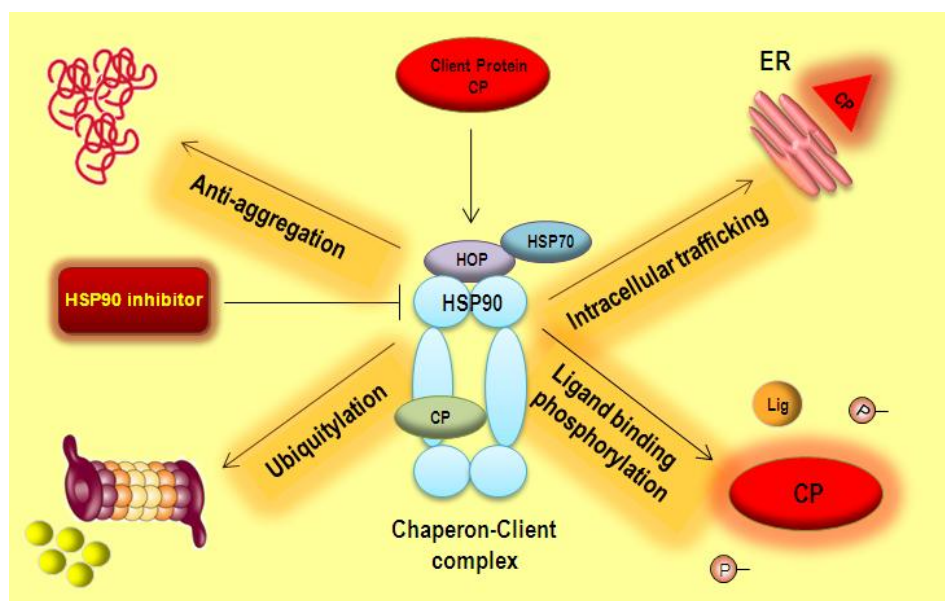 Client Protein
CP
ER
CP
Anti-aggregation
HSP70
HOP
Intracellular trafficking
HSP90 inhibitor
HSP90
Ligand binding
phosphorylation
Lig
P
Ubiquitylation
CP
CP
P
Chaperon-Client
complex